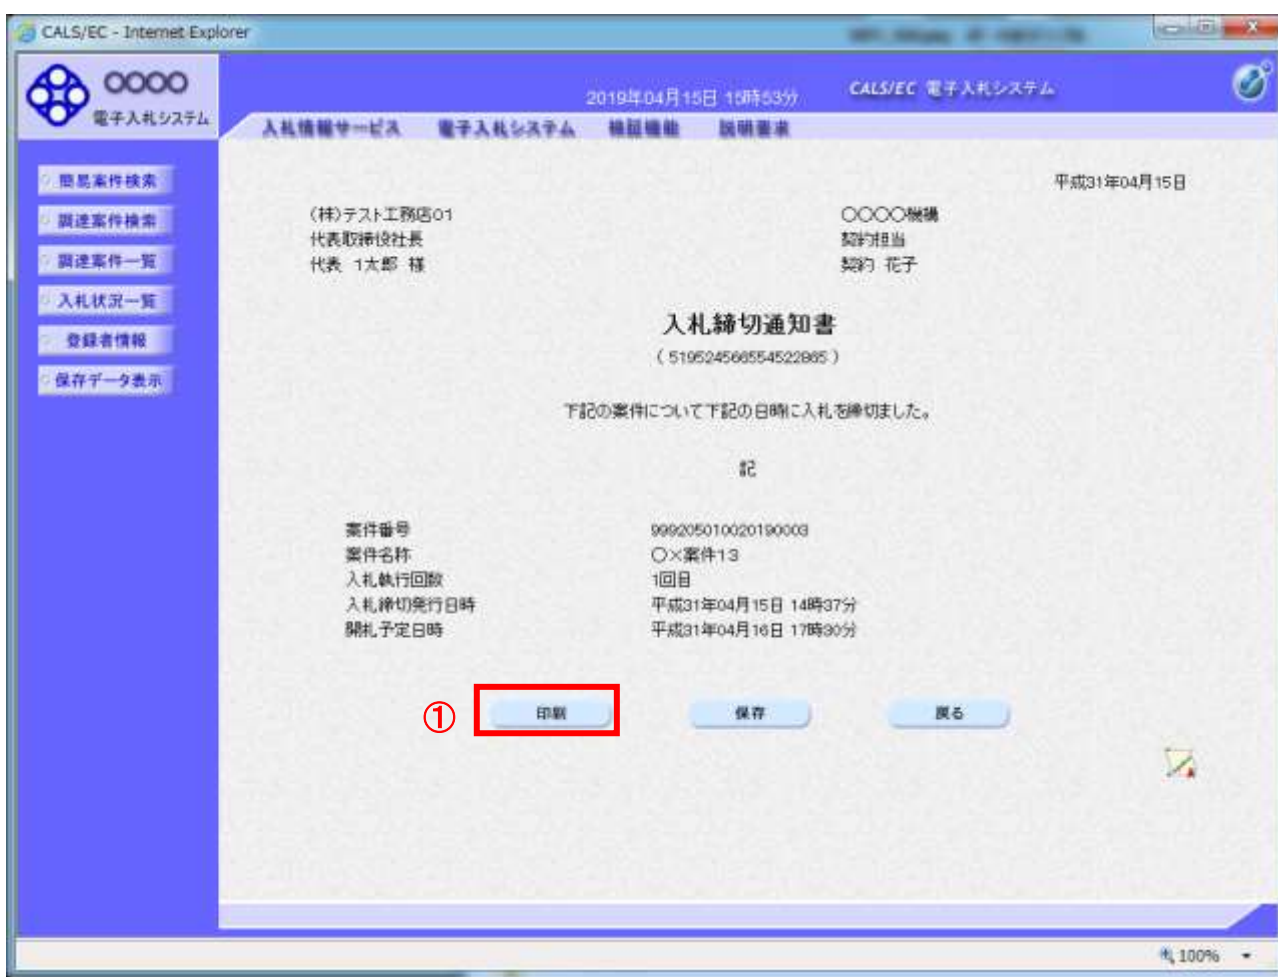 CALS/EC - Internet Explorer
○○○○
電子入札システム
2019年04月15日 15時53分
CALS/EC 電子入札システム
入札情報サービス 電子入札システム 検証機能 説明要求
簡易案件検索
調達案件検索
調達案件一覧
入札状況一覧
登録者情報
保存データ表示
平成31年04月15日
(株)テスト工務店01
代表取締役社長
代表 1太郎 様
○○○○機構
契約担当
契約 花子
入札締切通知書
(519524566554522865)
下記の案件について下記の日時に入札を締切ました。
記
案件番号 999205010020190003
案件名称 ○×案件13
入札執行回数 1回目
入札締切発行日時 平成31年04月15日 14時37分
開札予定日時 平成31年04月16日 17時30分
① 印刷 保存 戻る
100%